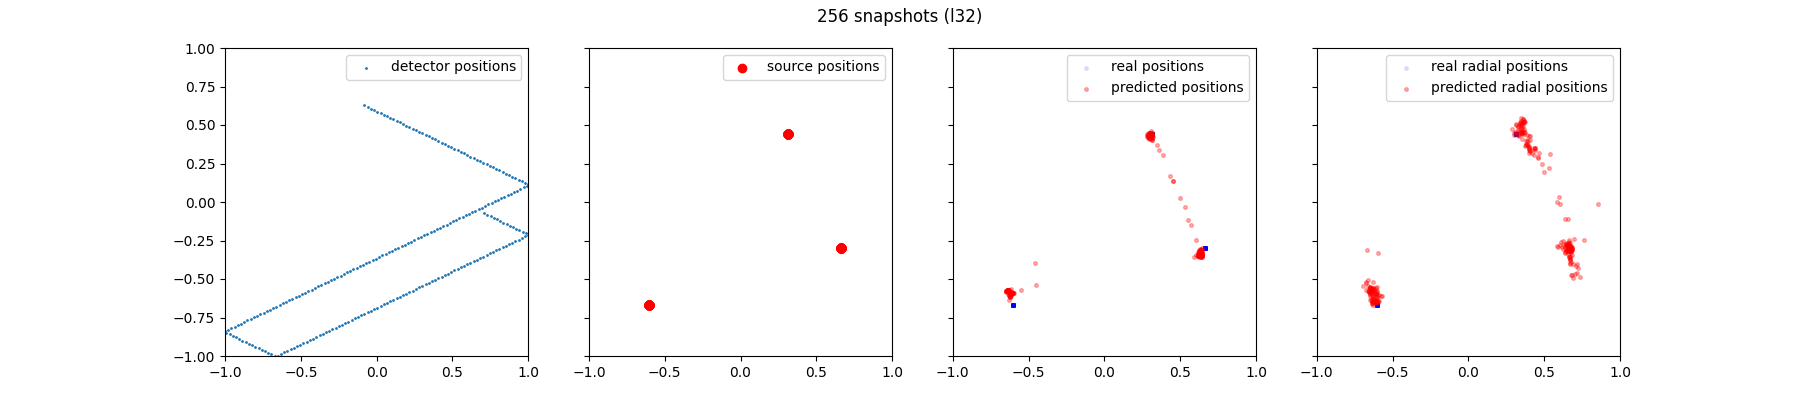 256 snapshots (l32)
1.00
0.75
0.50
0.25
0.00
−0.25
−0.50
−0.75
−1.00
detector positions
source positions
real positions
predicted positions
real radial positions
predicted radial positions
−1.0 −0.5 0.0 0.5 1.0
−1.0 −0.5 0.0 0.5 1.0
−1.0 −0.5 0.0 0.5 1.0
−1.0 −0.5 0.0 0.5 1.0